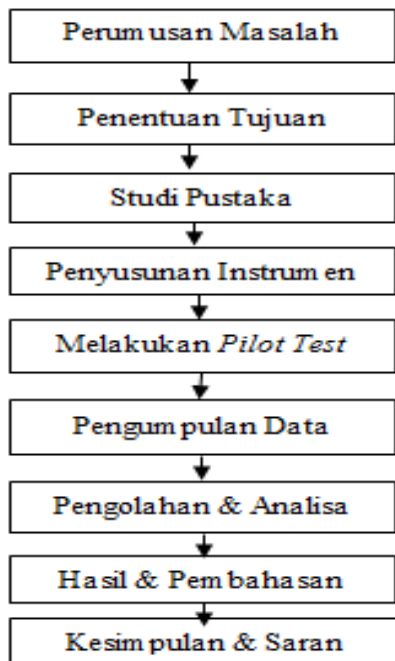 Perumusan Masalah
Penentuan Tujuan
Studi Pustaka
Penyusunan Instrumen
Melakukan Pilot Test
Pengumpulan Data
Pengolahan & Analisa
Hasil & Pembahasan
Kesimpulan & Saran